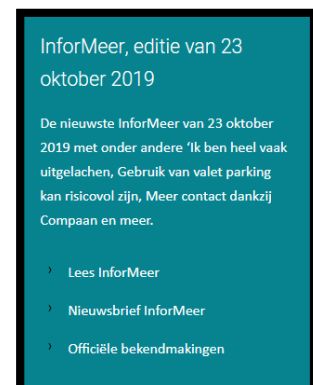 InforMeer, editie van 23
oktober 2019
De nieuwste InforMeer van 23 oktober
2019 met onder andere ‘Ik ben heel vaak
uitgelachen, Gebruik van valet parking
kan risicovol zijn, Meer contact dankzij
Compaan en meer.
Lees InforMeer
Nieuwsbrief InforMeer
Officiële bekendmakingen